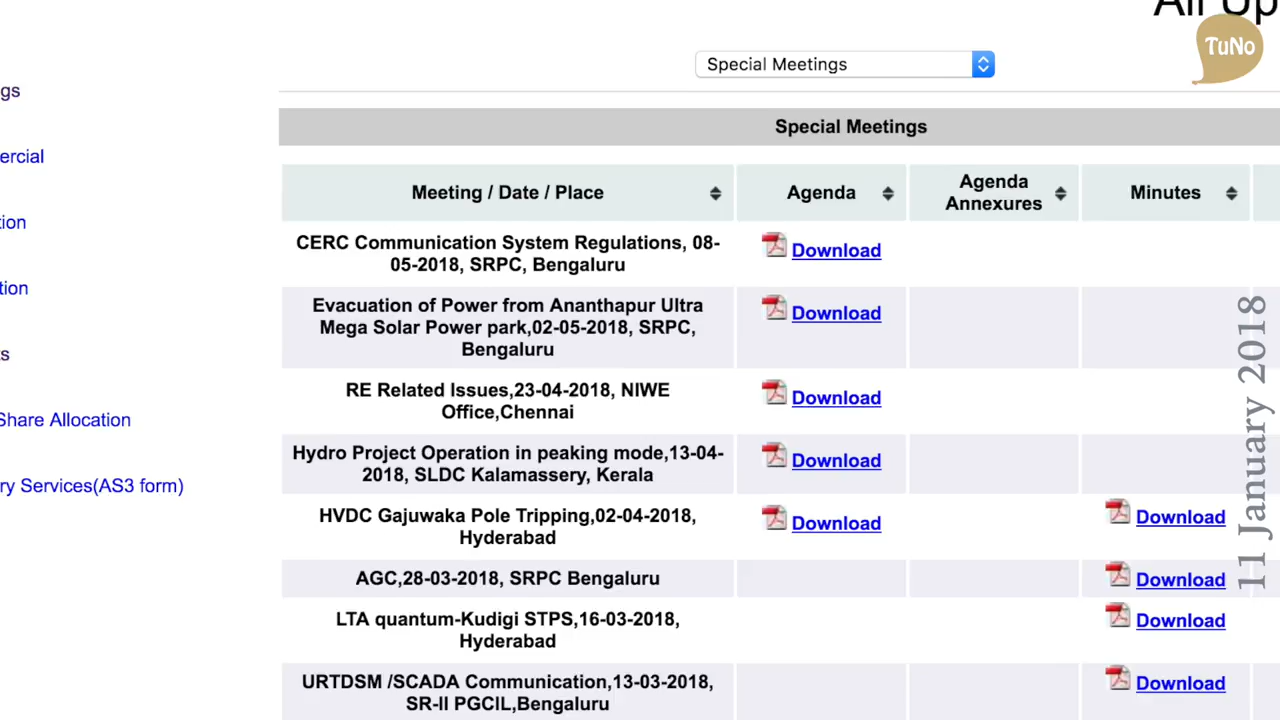 TuNo
Special Meetings
gs
ercial
tion
tion
ts
Share Allocation
ry Services(AS3 form)
Special Meetings
Meeting / Date / Place
Agenda
Agenda
Annexures
Minutes
CERC Communication System Regulations, 08-
05-2018, SRPC, Bengaluru
Download
Evacuation of Power from Ananthapur Ultra
Mega Solar Power park,02-05-2018, SRPC,
Bengaluru
Download
RE Related Issues,23-04-2018, NIWE
Office,Chennai
Download
Hydro Project Operation in peaking mode,13-04-
2018, SLDC Kalamassery, Kerala
Download
HVDC Gajuwaka Pole Tripping,02-04-2018,
Hyderabad
Download
Download
AGC,28-03-2018, SRPC Bengaluru
Download
LTA quantum-Kudigi STPS,16-03-2018,
Hyderabad
Download
URTDSM /SCADA Communication,13-03-2018,
SR-II PGCIL,Bengaluru
Download
11 January 2018